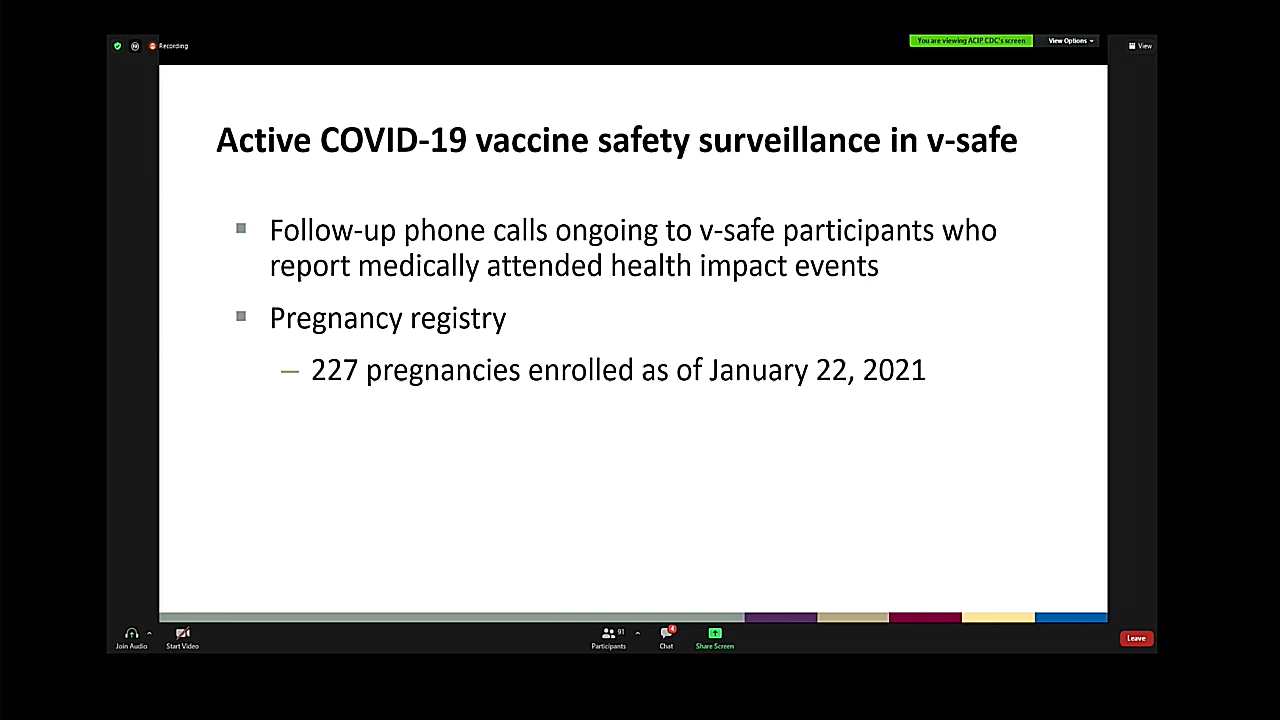 Recording
You are viewing ACIP CDC's screen
View Options
View
Active COVID-19 vaccine safety surveillance in v-safe
Follow-up phone calls ongoing to v-safe participants who
report medically attended health impact events
Pregnancy registry
– 227 pregnancies enrolled as of January 22, 2021
91
4
Join Audio
Start Video
Participants
Chat
Share Screen
Leave